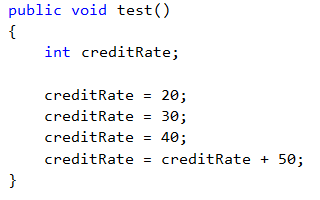 public void test()
{
    int creditRate;

    creditRate = 20;
    creditRate = 30;
    creditRate = 40;
    creditRate = creditRate + 50;
}